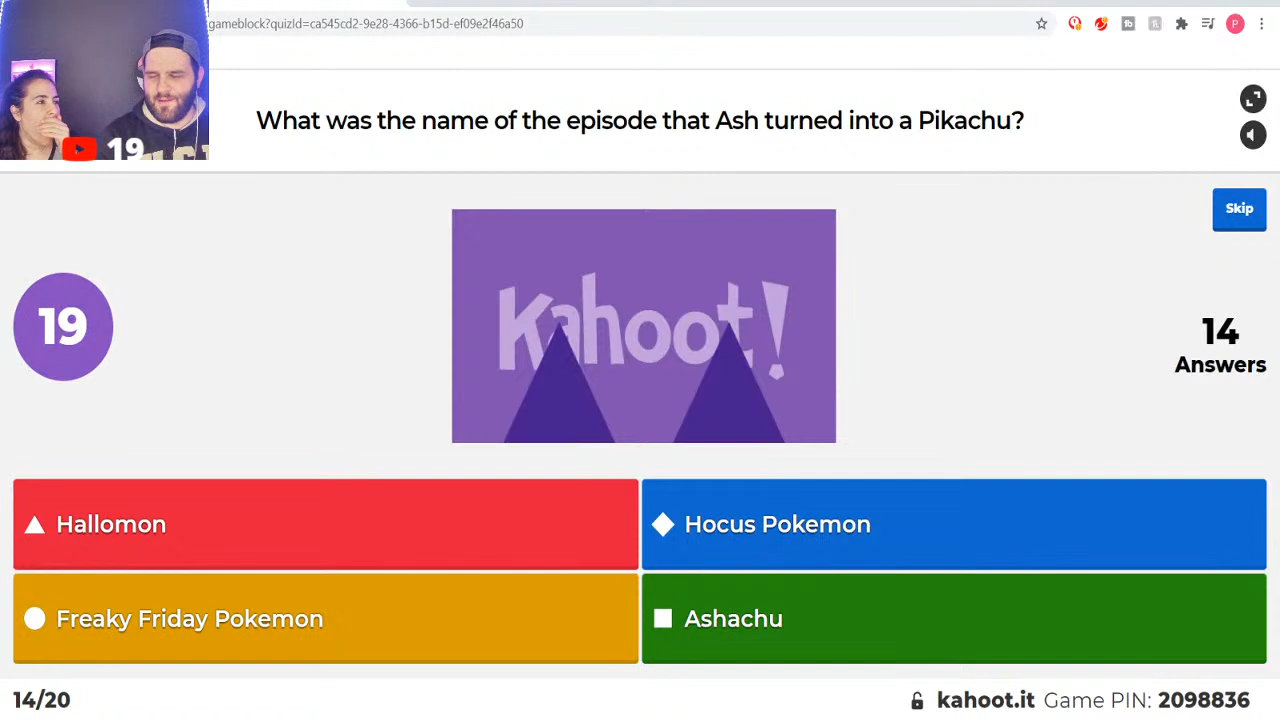 gameblock?quizId=ca545cd2-9e28-4366-b15d-ef09e2f46a50
19
What was the name of the episode that Ash turned into a Pikachu?
Skip
Kahoot!
19
14
Answers
Hallomon
Hocus Pokemon
Freaky Friday Pokemon
Ashachu
14/20
kahoot.it Game PIN: 2098836